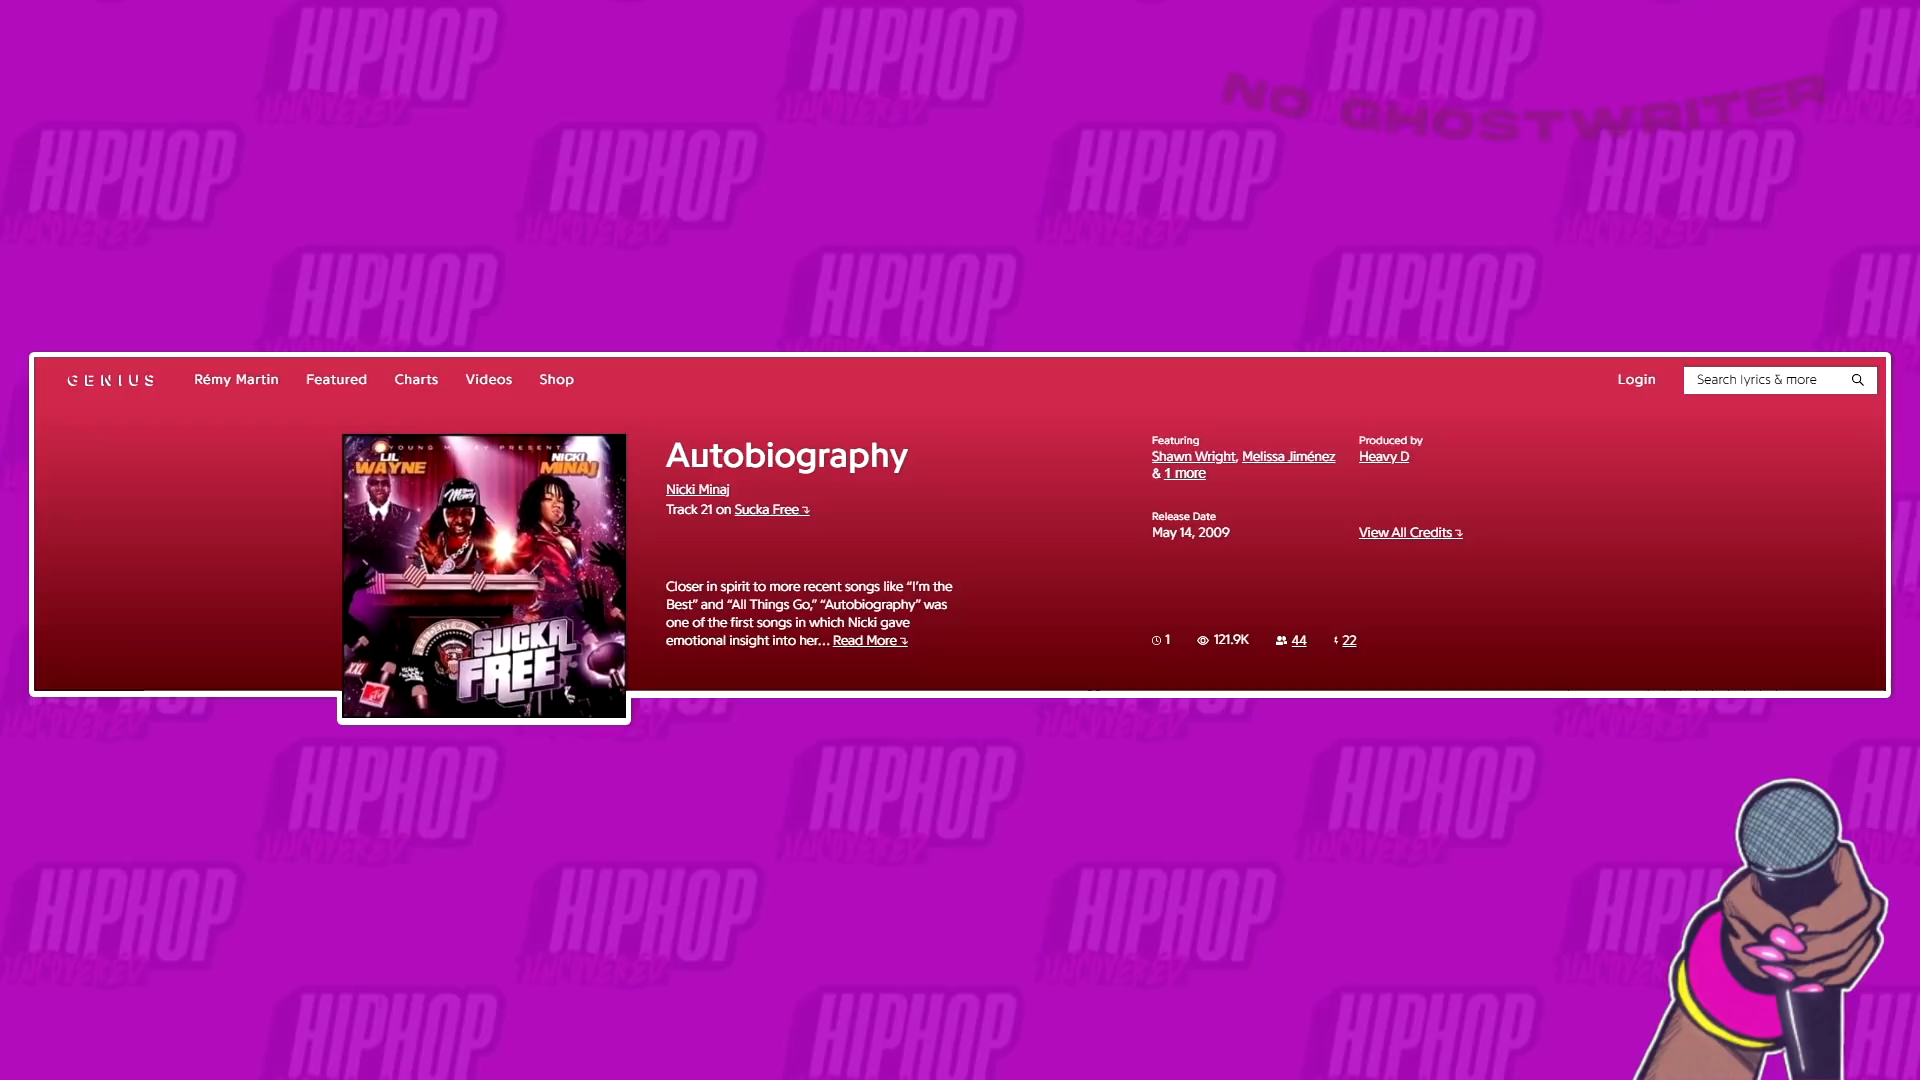 HIPHOP
UNCOVERED
NO GHOSTWRITER
GENIUS
Rémy Martin
Featured
Charts
Videos
Shop
Login
Search lyrics & more
YOUNG MONEY PRESENTS
LIL WAYNE
NICKI MINAJ
SUCKA FREE
XXL
MTV
Autobiography
Nicki Minaj
Track 21 on Sucka Free
Closer in spirit to more recent songs like “I’m the
Best” and “All Things Go,” “Autobiography” was
one of the first songs in which Nicki gave
emotional insight into her... Read More
Featuring
Shawn Wright, Melissa Jiménez
& 1 more
Produced by
Heavy D
Release Date
May 14, 2009
View All Credits
1
121.9K
44
22